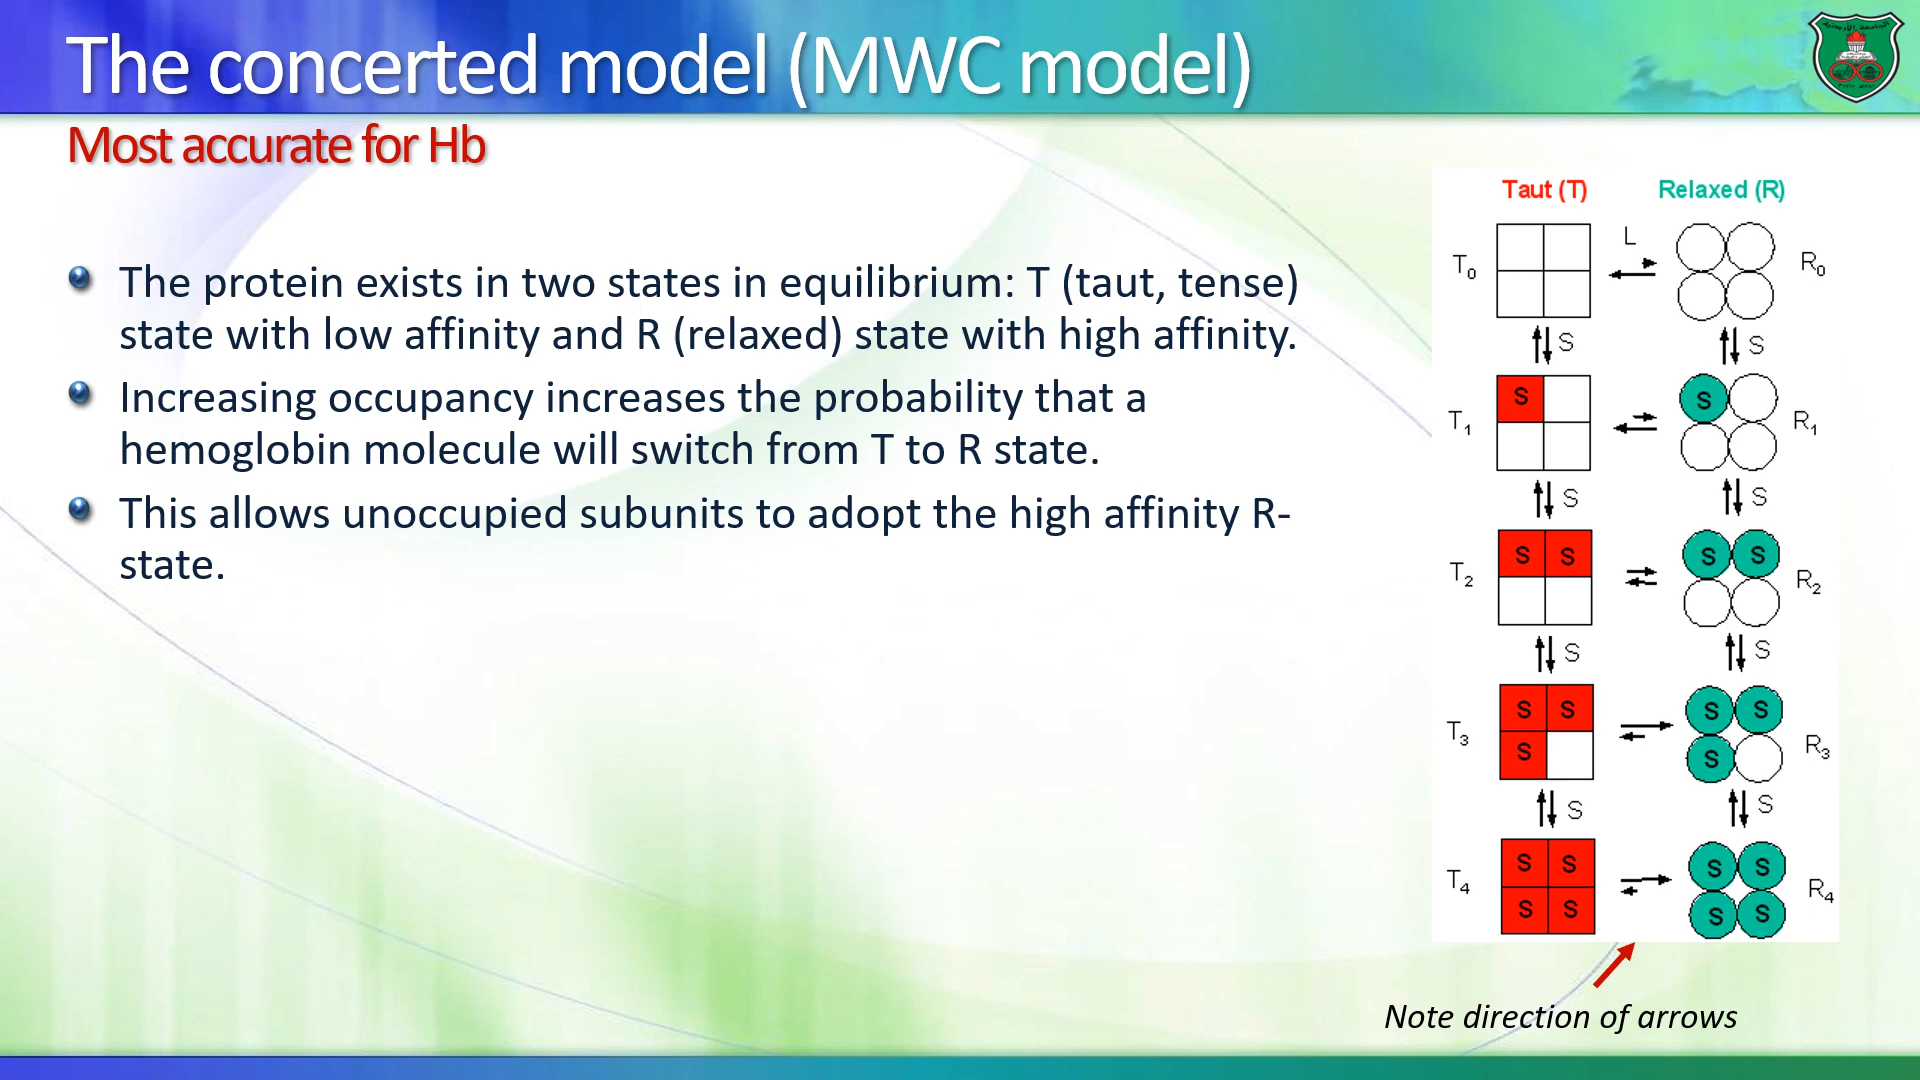 The concerted model (MWC model)
Most accurate for Hb
The protein exists in two states in equilibrium: T (taut, tense)
state with low affinity and R (relaxed) state with high affinity.
Increasing occupancy increases the probability that a
hemoglobin molecule will switch from T to R state.
This allows unoccupied subunits to adopt the high affinity R-
state.
Taut (T) Relaxed (R)
T0 L R0
S S
T1 S S R1
S S
T2 S S S S R2
S S
T3 S S S S S S R3
S S
T4 S S S S S S S S R4
Note direction of arrows